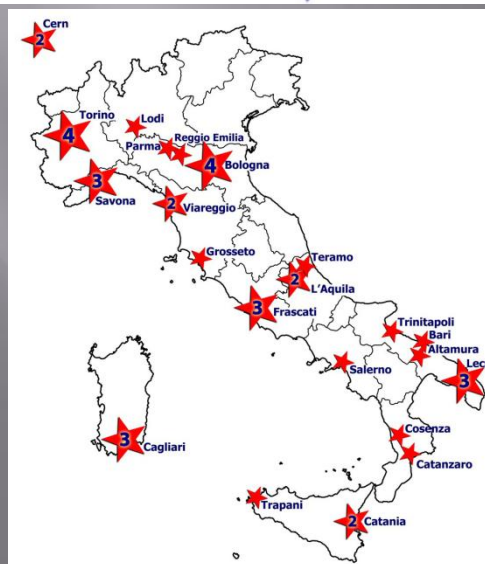 Cern
2
Torino
4
Lodi
Reggio Emilia
Parma
4
Bologna
3
Savona
2
Viareggio
Grosseto
Teramo
2
L'Aquila
3
Frascati
Trinitapoli
Bari
Altamura
Lec
3
Salerno
3
Cagliari
Cosenza
Catanzaro
Trapani
2
Catania